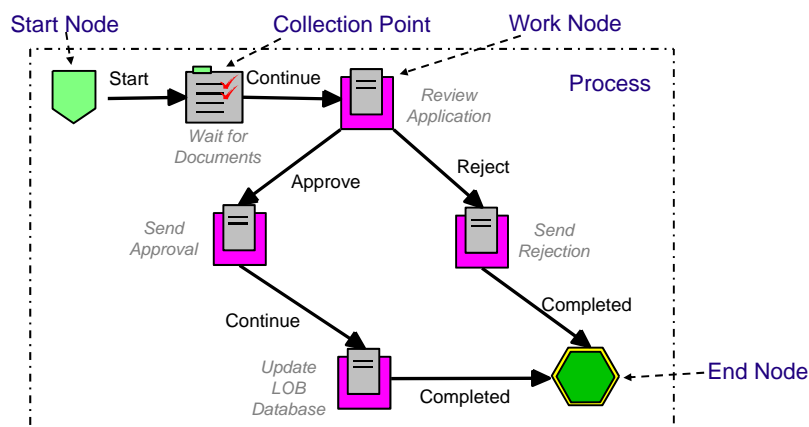 Start Node
Collection Point
Work Node
Start
Continue
Process
Review
Application
Wait for
Documents
Approve
Reject
Send
Approval
Send
Rejection
Continue
Completed
Update
LOB
Database
Completed
End Node